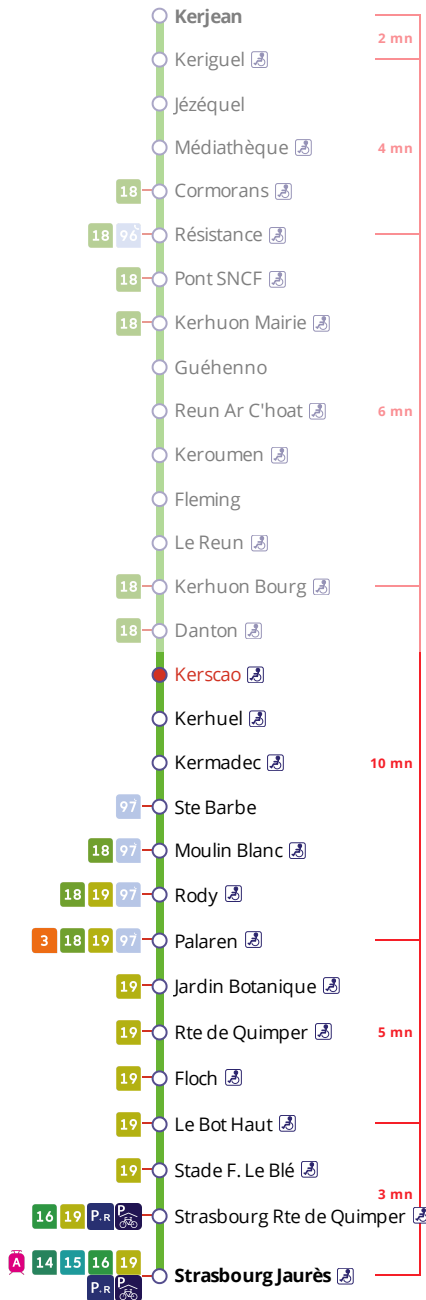 Kerjean
2 mn
Keriguel
Jézéquel
Médiathèque
4 mn
18 Cormorans
18 96 Résistance
18 Pont SNCF
18 Kerhuon Mairie
Guéhenno
Reun Ar C'hoat
6 mn
Keroumen
Fleming
Le Reun
18 Kerhuon Bourg
18 Danton
Kerscao
Kerhuel
Kermadec
10 mn
97 Ste Barbe
18 97 Moulin Blanc
18 19 97 Rody
3 18 19 97 Palaren
19 Jardin Botanique
19 Rte de Quimper
5 mn
19 Floch
19 Le Bot Haut
19 Stade F. Le Blé
3 mn
16 19 P.R P Strasbourg Rte de Quimper
A 14 15 16 19
P.R P Strasbourg Jaurès